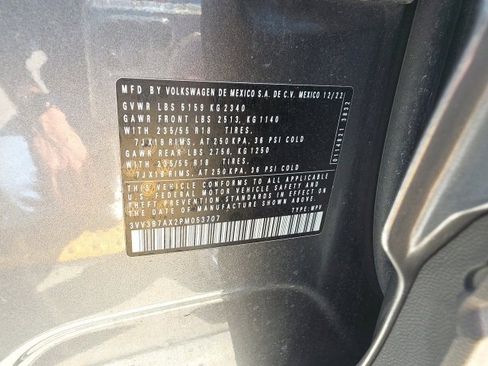 MFD BY VOLKSWAGEN DE MEXICO S.A. DE C.V. MEXICO 12/22
GVWR LBS 5159 KG 2340
GAWR FRONT LBS 2513, KG 1140
WITH 235/55 R18 TIRES,
7JX18 RIMS, AT 250 KPA, 36 PSI COLD
GAWR REAR LBS 2756, KG 1250
WITH 235/55 R18 TIRES,
7JX18 RIMS, AT 250 KPA, 36 PSI COLD
THIS VEHICLE CONFORMS TO ALL APPLICABLE
U.S. FEDERAL MOTOR VEHICLE SAFETY AND
THEFT PREVENTION STANDARDS IN EFFECT ON
THE DATE OF MANUFACTURE SHOWN ABOVE.
3VV3B7AX2PM053707 TYPE: MPV